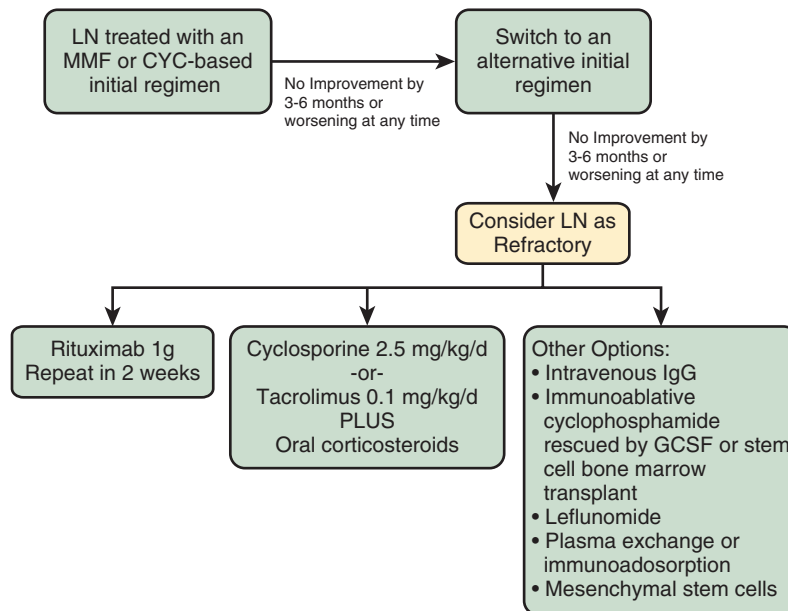 LN treated with an
MMF or CYC-based
initial regimen
No Improvement by
3-6 months or
worsening at any time
Switch to an
alternative initial
regimen
No Improvement by
3-6 months or
worsening at any time
Consider LN as
Refractory
Rituximab 1g
Repeat in 2 weeks
Cyclosporine 2.5 mg/kg/d
-or-
Tacrolimus 0.1 mg/kg/d
PLUS
Oral corticosteroids
Other Options:
• Intravenous IgG
• Immunoablative
cyclophosphamide
rescued by GCSF or stem
cell bone marrow
transplant
• Leflunomide
• Plasma exchange or
immunoadosorption
• Mesenchymal stem cells